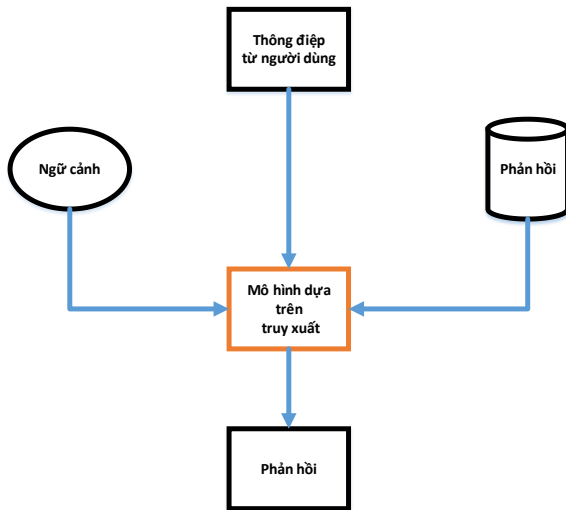 Thông điệp
từ người dùng
Ngữ cảnh
Phản hồi
Mô hình dựa
trên
truy xuất
Phản hồi